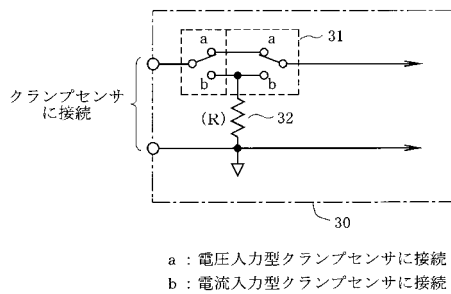 a
a
31
b
b
クランプセンサ
に接続
(R)
32
30
a：電圧入力型クランプセンサに接続
b：電流入力型クランプセンサに接続